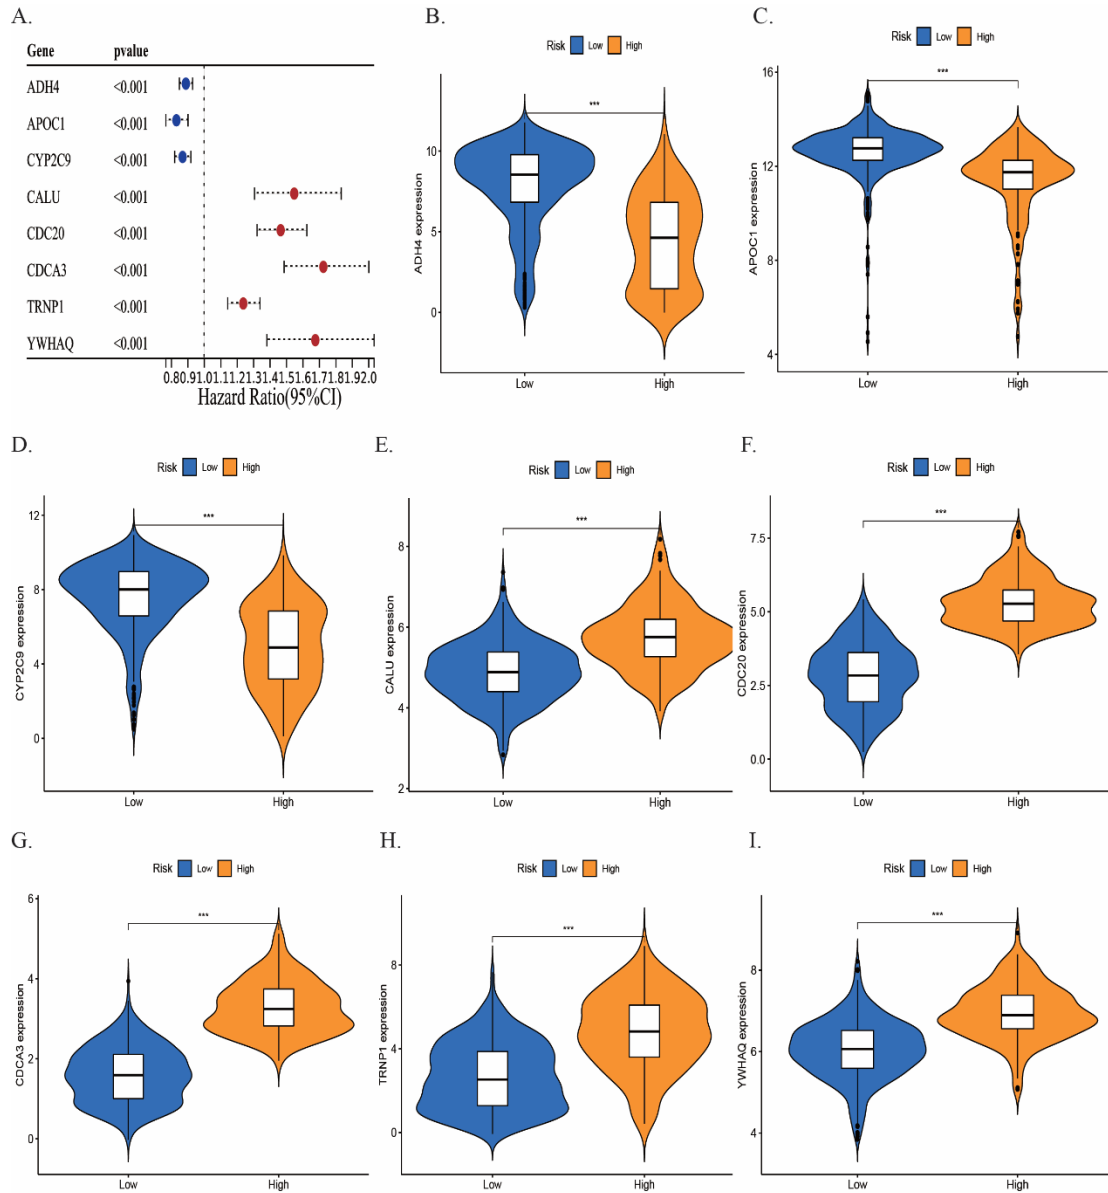 A.
Gene pvalue
ADH4 <0.001
APOC1 <0.001
CYP2C9 <0.001
CALU <0.001
CDC20 <0.001
CDCA3 <0.001
TRNP1 <0.001
YWHAQ <0.001
0.80.91.01.11.21.31.41.51.61.71.81.92.0
Hazard Ratio(95%CI)
B.
Risk Low High
***
10
5
0
ADH4 expression
Low High
C.
Risk Low High
***
16
12
8
4
APOC1 expression
Low High
D.
Risk Low High
***
12
8
4
0
CYP2C9 expression
Low High
E.
Risk Low High
***
8
6
4
2
CALU expression
Low High
F.
Risk Low High
***
7.5
5.0
2.5
0.0
CDC20 expression
Low High
G.
Risk Low High
***
6
4
2
0
CDCA3 expression
Low High
H.
Risk Low High
***
8
4
0
TRNP1 expression
Low High
I.
Risk Low High
***
8
6
4
YWHAQ expression
Low High